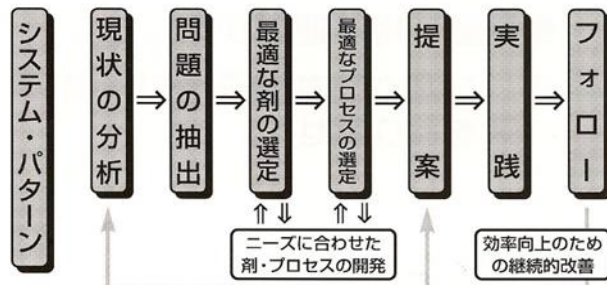 システム・パターン
現状の分析
問題の抽出
最適な剤の選定
最適なプロセスの選定
提案
実践
フォロー
ニーズに合わせた
剤・プロセスの開発
効率向上のため
の継続的改善